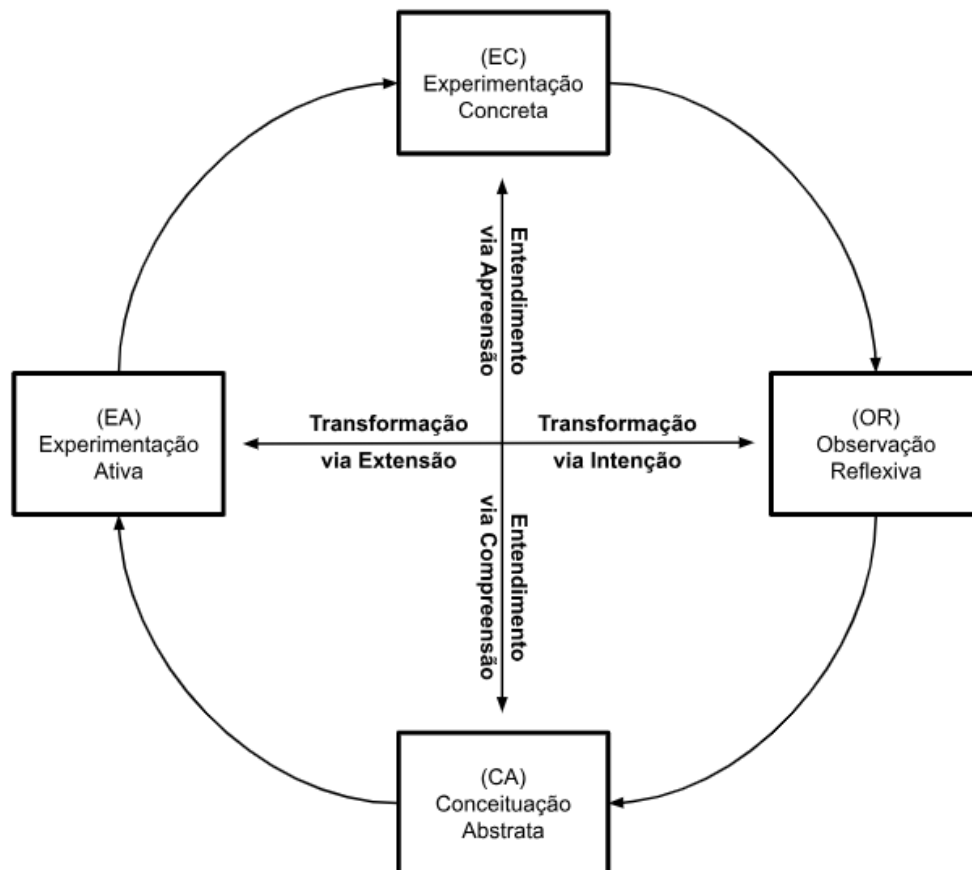 (EC)
Experimentação
Concreta
Entendimento
via Apreensão
(EA)
Experimentação
Ativa
Transformação
via Extensão
Transformação
via Intenção
(OR)
Observação
Reflexiva
Entendimento
via Compreensão
(CA)
Conceituação
Abstrata